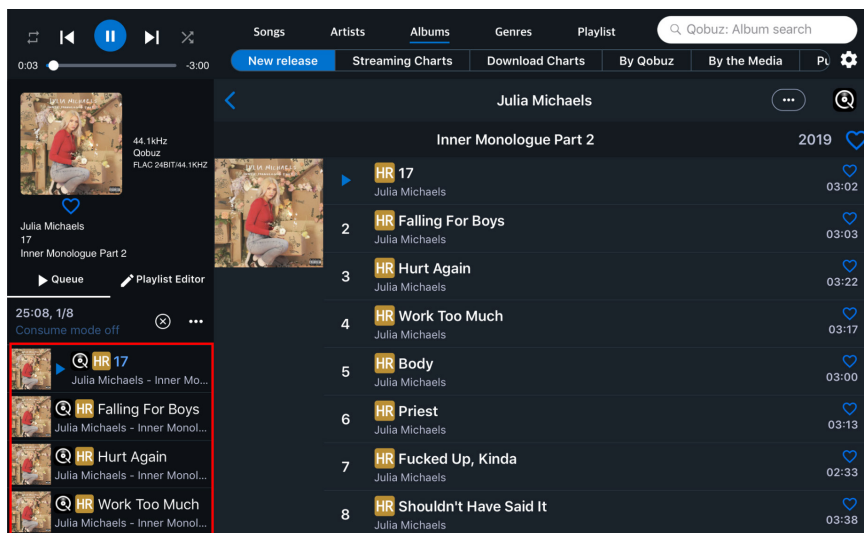 Songs
Artists
Albums
Genres
Playlist
Qobuz: Album search
0:03
-3:00
New release
Streaming Charts
Download Charts
By Qobuz
By the Media
44.1kHz
Qobuz
FLAC 24BIT/44.1KHZ
Julia Michaels
17
Inner Monologue Part 2
Queue
Playlist Editor
25:08, 1/8
Consume mode off
HR 17
Julia Michaels - Inner Mo...
HR Falling For Boys
Julia Michaels - Inner Monol...
HR Hurt Again
Julia Michaels - Inner Monol...
HR Work Too Much
Julia Michaels - Inner Monol...
Julia Michaels
Inner Monologue Part 2
2019
HR 17
Julia Michaels
03:02
2
HR Falling For Boys
Julia Michaels
03:03
3
HR Hurt Again
Julia Michaels
03:22
4
HR Work Too Much
Julia Michaels
03:17
5
HR Body
Julia Michaels
03:00
6
HR Priest
Julia Michaels
03:13
7
HR Fucked Up, Kinda
Julia Michaels
02:33
8
HR Shouldn't Have Said It
Julia Michaels
03:38